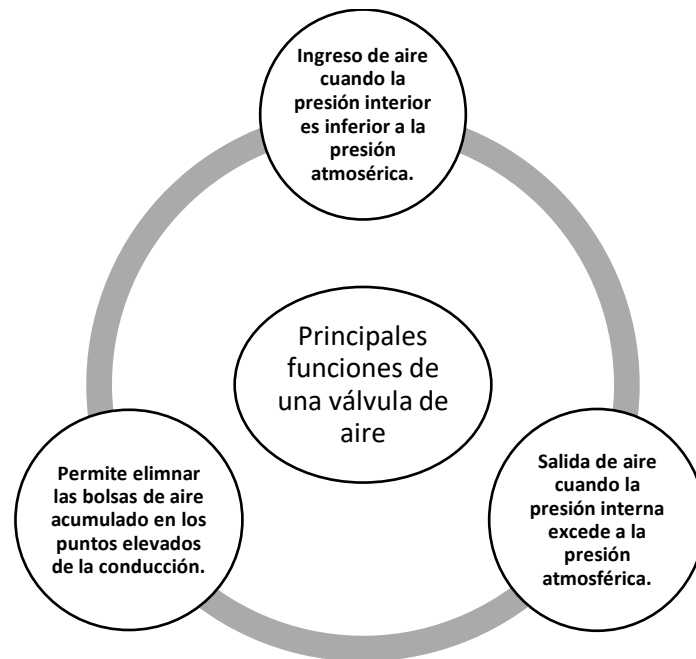 Ingreso de aire
cuando la
presión interior
es inferior a la
presión
atmosérica.
Principales
funciones de
una válvula de
aire
Permite elimnar
las bolsas de aire
acumulado en los
puntos elevados
de la conducción.
Salida de aire
cuando la
presión interna
excede a la
presión
atmosférica.